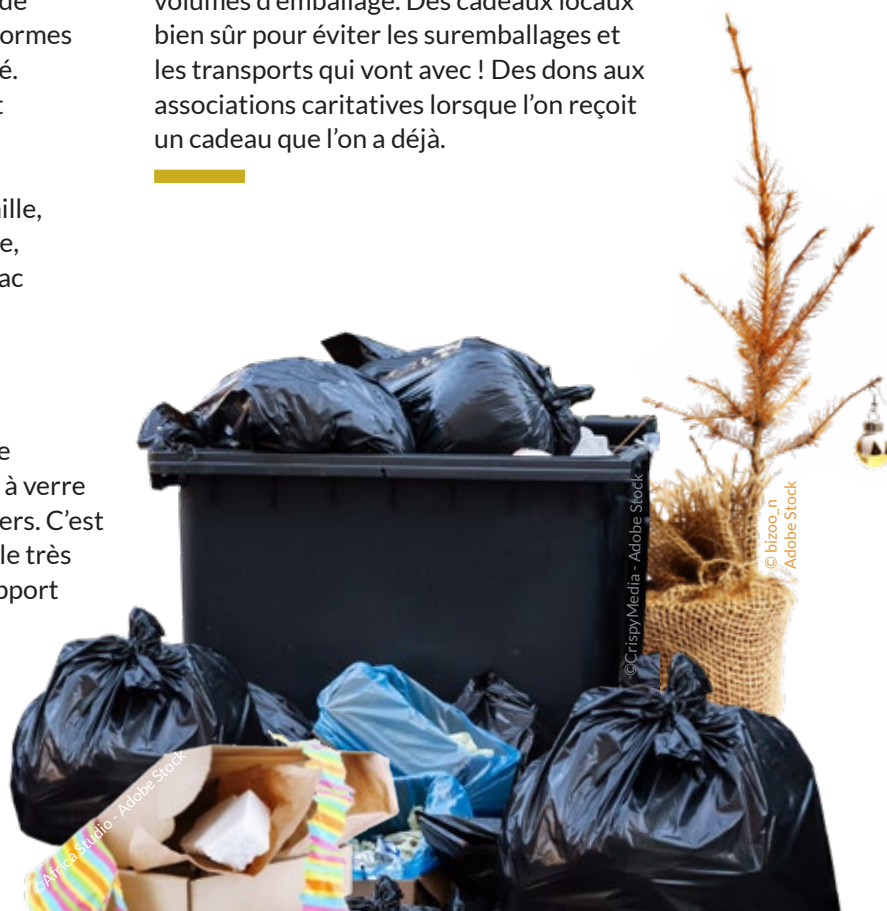 de
ormes
é.
t
ille,
e,
ac
e
à verre
ers. C’est
le très
pport
volumes d’emballage. Des cadeaux locaux
bien sûr pour éviter les suremballages et
les transports qui vont avec ! Des dons aux
associations caritatives lorsque l’on reçoit
un cadeau que l’on a déjà.
©CrispyMedia - Adobe Stock
© bizoo_n
Adobe Stock
©Africa Studio - Adobe Stock